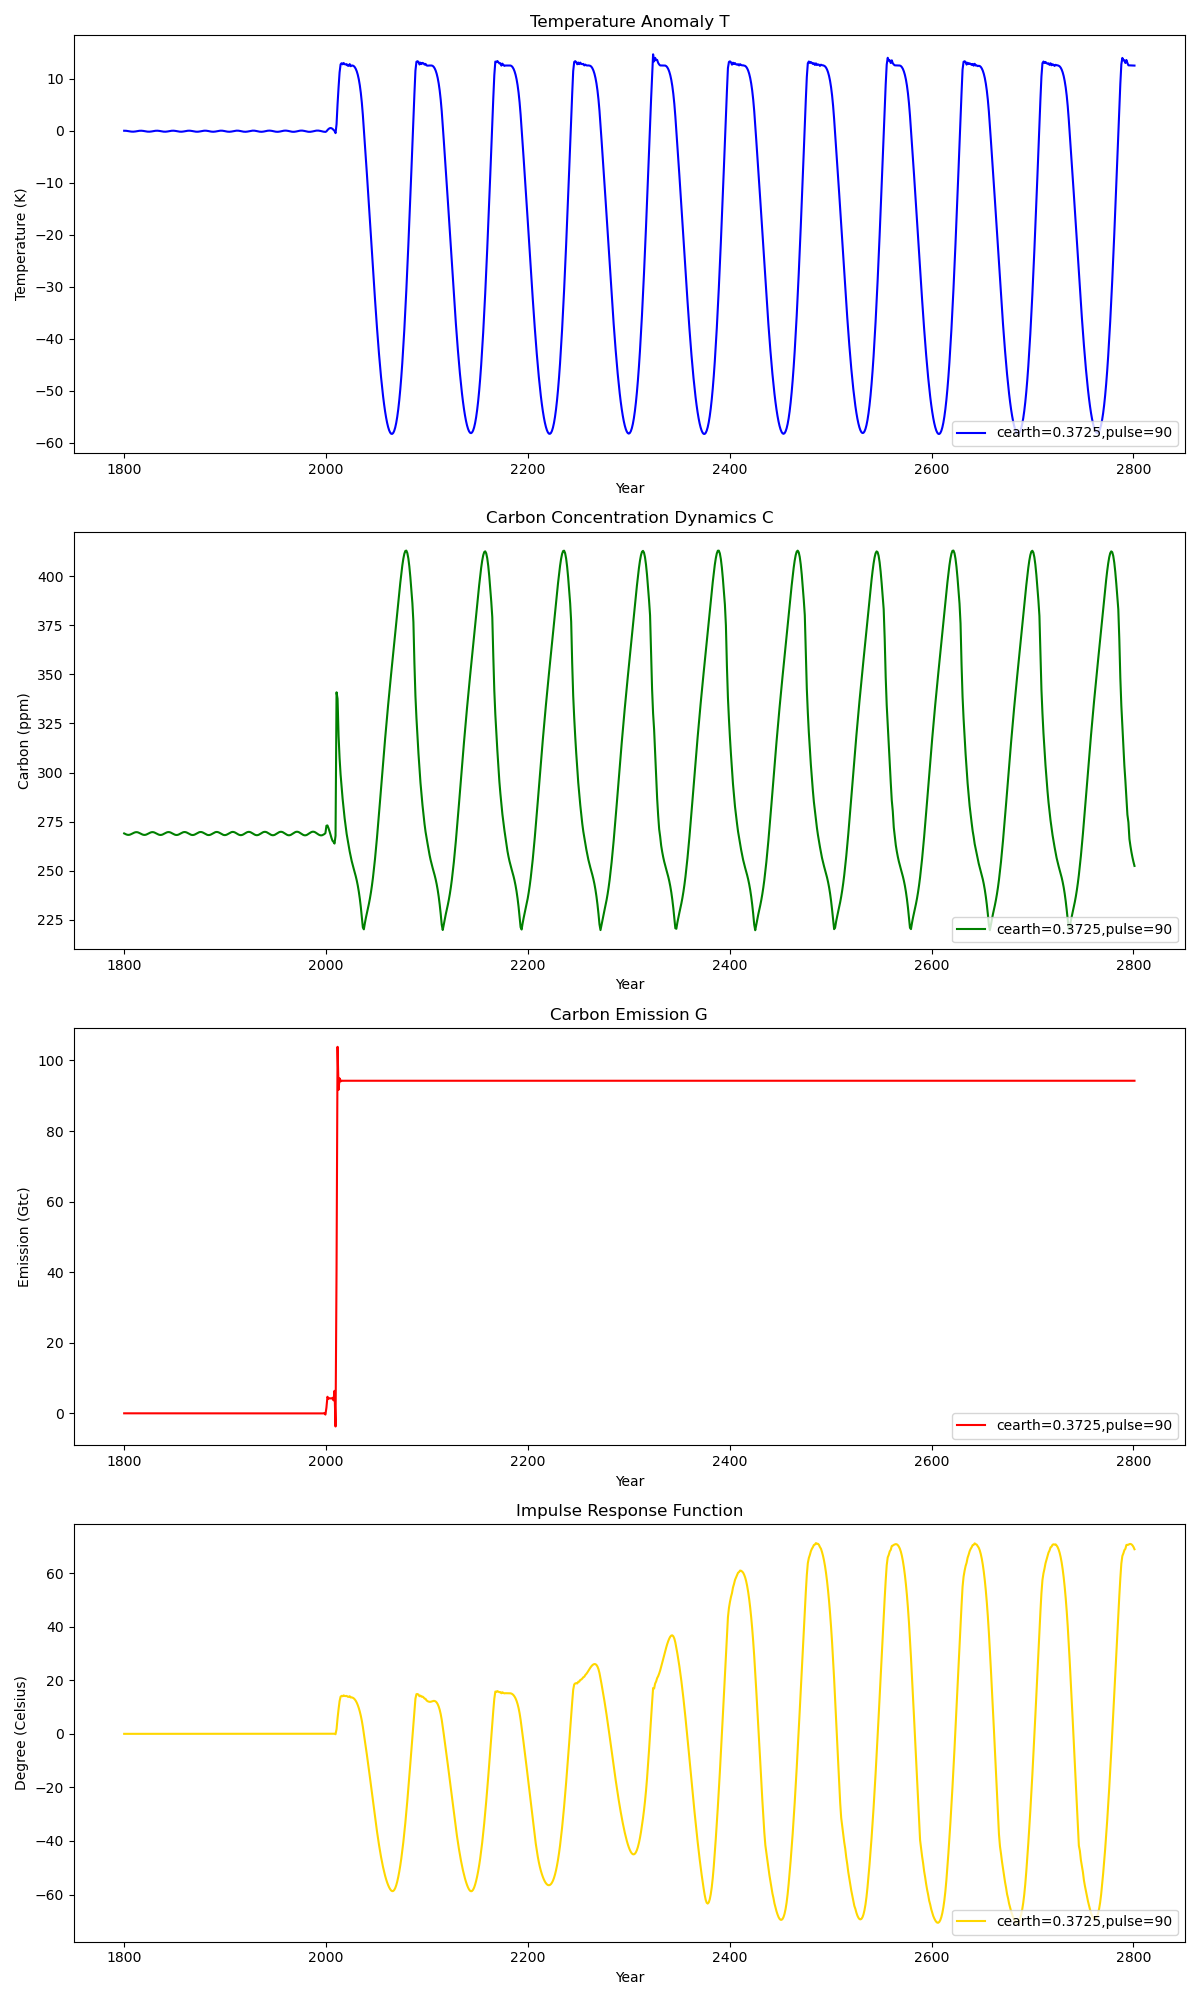 Temperature Anomaly T
10
0
−10
−20
−30
−40
−50
−60
Temperature (K)
cearth=0.3725,pulse=90
1800 2000 2200 2400 2600 2800
Year
Carbon Concentration Dynamics C
400
375
350
325
300
275
250
225
Carbon (ppm)
cearth=0.3725,pulse=90
1800 2000 2200 2400 2600 2800
Year
Carbon Emission G
100
80
60
40
20
0
Emission (Gtc)
cearth=0.3725,pulse=90
1800 2000 2200 2400 2600 2800
Year
Impulse Response Function
60
40
20
0
−20
−40
−60
Degree (Celsius)
cearth=0.3725,pulse=90
1800 2000 2200 2400 2600 2800
Year